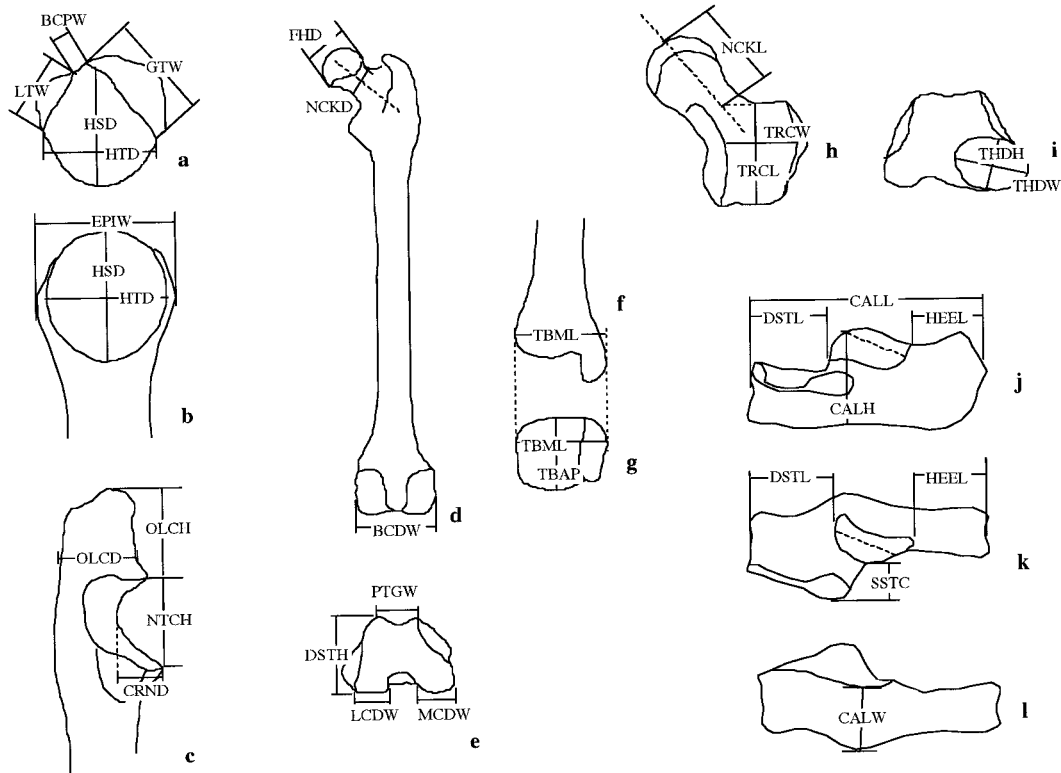 BCPW
GTW
LTW
HSD
HTD
a
EPIW
HSD
HTD
b
OLCH
OLCD
NTCH
CRND
c
FHD
NCKD
BCDW
d
PTGW
DSTH
LCDW
MCDW
e
f
TBML
TBML
TBAP
g
NCKL
TRCW
TRCL
h
THDH
THDW
i
CALL
DSTL
HEEL
CALH
j
DSTL
HEEL
SSTC
k
CALW
l